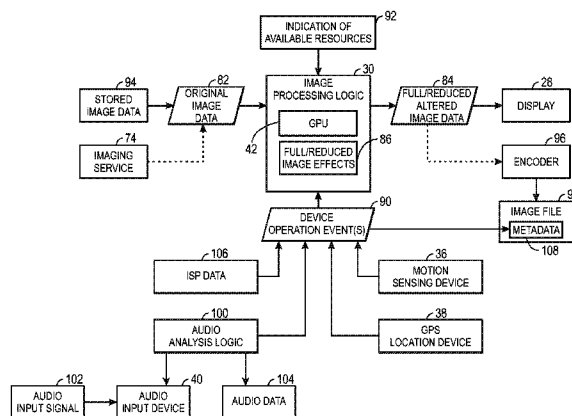 INDICATION OF
AVAILABLE RESOURCES
92
30
94
STORED
IMAGE DATA
82
ORIGINAL
IMAGE
DATA
IMAGE
PROCESSING LOGIC
GPU
42
FULL/REDUCED
IMAGE EFFECTS
86
84
FULL/REDUCED
ALTERED
IMAGE DATA
28
DISPLAY
74
IMAGING
SERVICE
96
ENCODER
9
IMAGE FILE
METADATA
108
90
DEVICE
OPERATION EVENT(S)
106
ISP DATA
36
MOTION
SENSING DEVICE
100
AUDIO
ANALYSIS LOGIC
38
GPS
LOCATION DEVICE
102
AUDIO
INPUT SIGNAL
40
AUDIO
INPUT DEVICE
104
AUDIO DATA